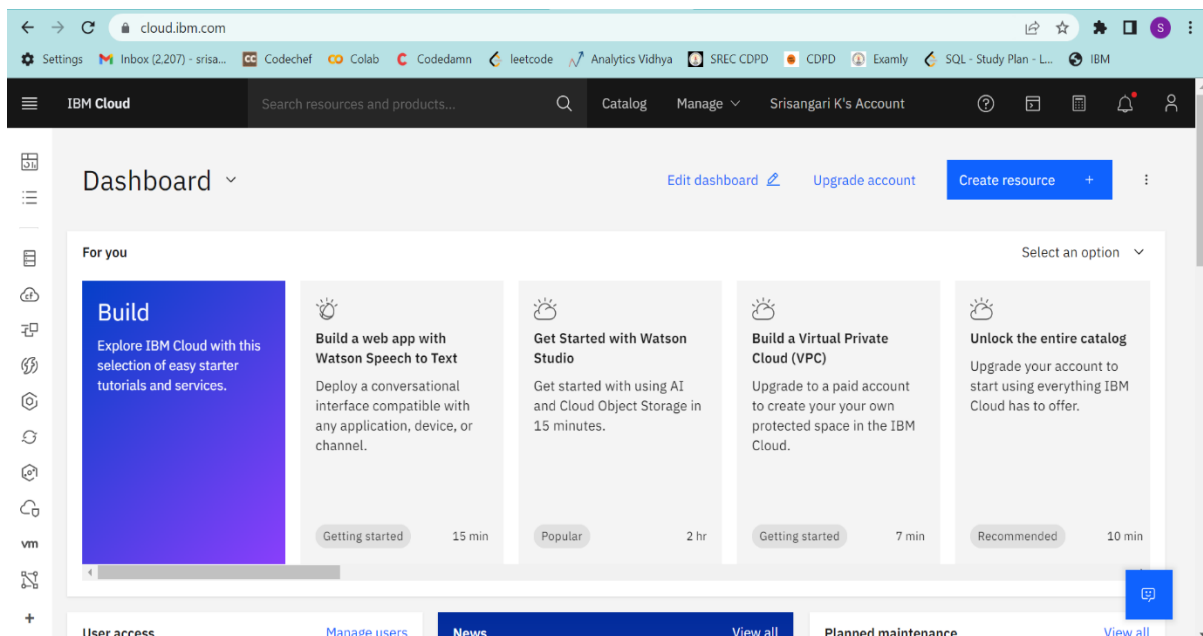 cloud.ibm.com
S
Settings Inbox (2,207) - srisa... Codechef Colab Codedamn leetcode Analytics Vidhya SREC CDPD CDPD Examly SQL - Study Plan - L... IBM
IBM Cloud Search resources and products... Catalog Manage Srisangari K's Account
Dashboard Edit dashboard Upgrade account Create resource +
For you Select an option
Build
Explore IBM Cloud with this
selection of easy starter
tutorials and services.
Build a web app with
Watson Speech to Text
Deploy a conversational
interface compatible with
any application, device, or
channel.
Getting started 15 min
Get Started with Watson
Studio
Get started with using AI
and Cloud Object Storage in
15 minutes.
Popular 2 hr
Build a Virtual Private
Cloud (VPC)
Upgrade to a paid account
to create your your own
protected space in the IBM
Cloud.
Getting started 7 min
Unlock the entire catalog
Upgrade your account to
start using everything IBM
Cloud has to offer.
Recommended 10 min
vm
User access Manage users News View all Planned maintenance View all